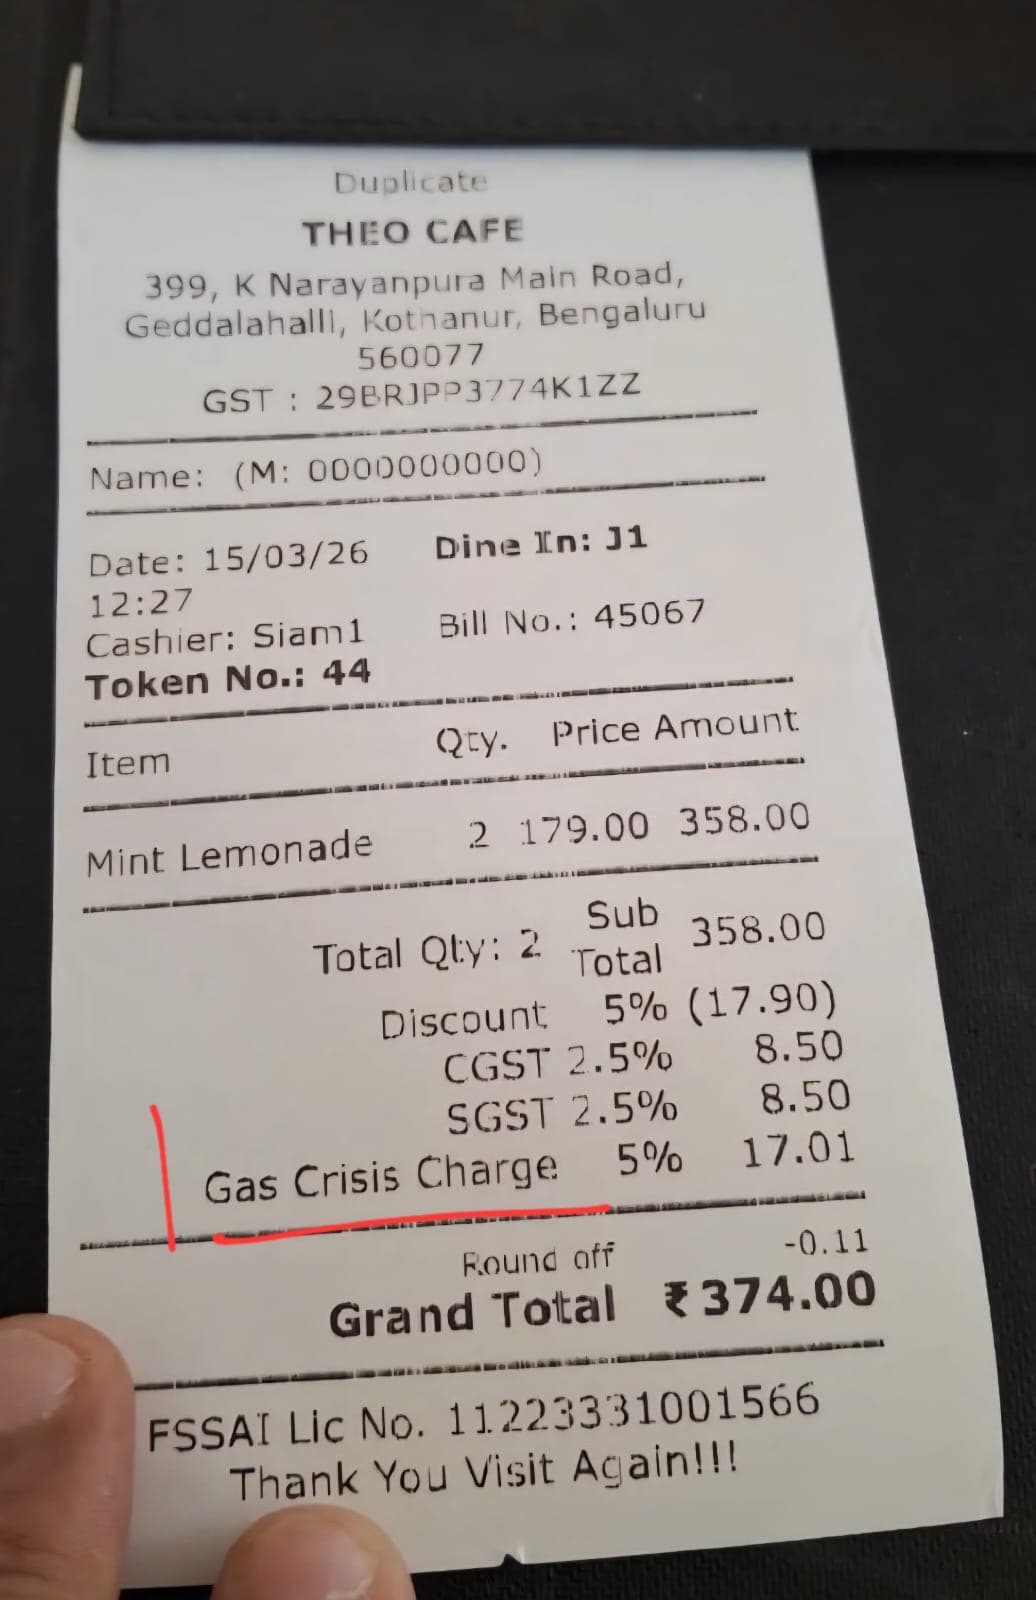 Duplicate
THEO CAFE
399, K Narayanpura Main Road,
Geddalahalli, Kothanur, Bengaluru
560077
GST : 29BRJPP3774K1ZZ
Name: (M: 0000000000)
Date: 15/03/26 Dine In: J1
12:27
Cashier: Siam1 Bill No.: 45067
Token No.: 44
Item Qty. Price Amount
Mint Lemonade 2 179.00 358.00
Total Qty: 2 Sub Total 358.00
Discount 5% (17.90)
CGST 2.5% 8.50
SGST 2.5% 8.50
Gas Crisis Charge 5% 17.01
Round off -0.11
Grand Total ₹374.00
FSSAI Lic No. 11223331001566
Thank You Visit Again!!!